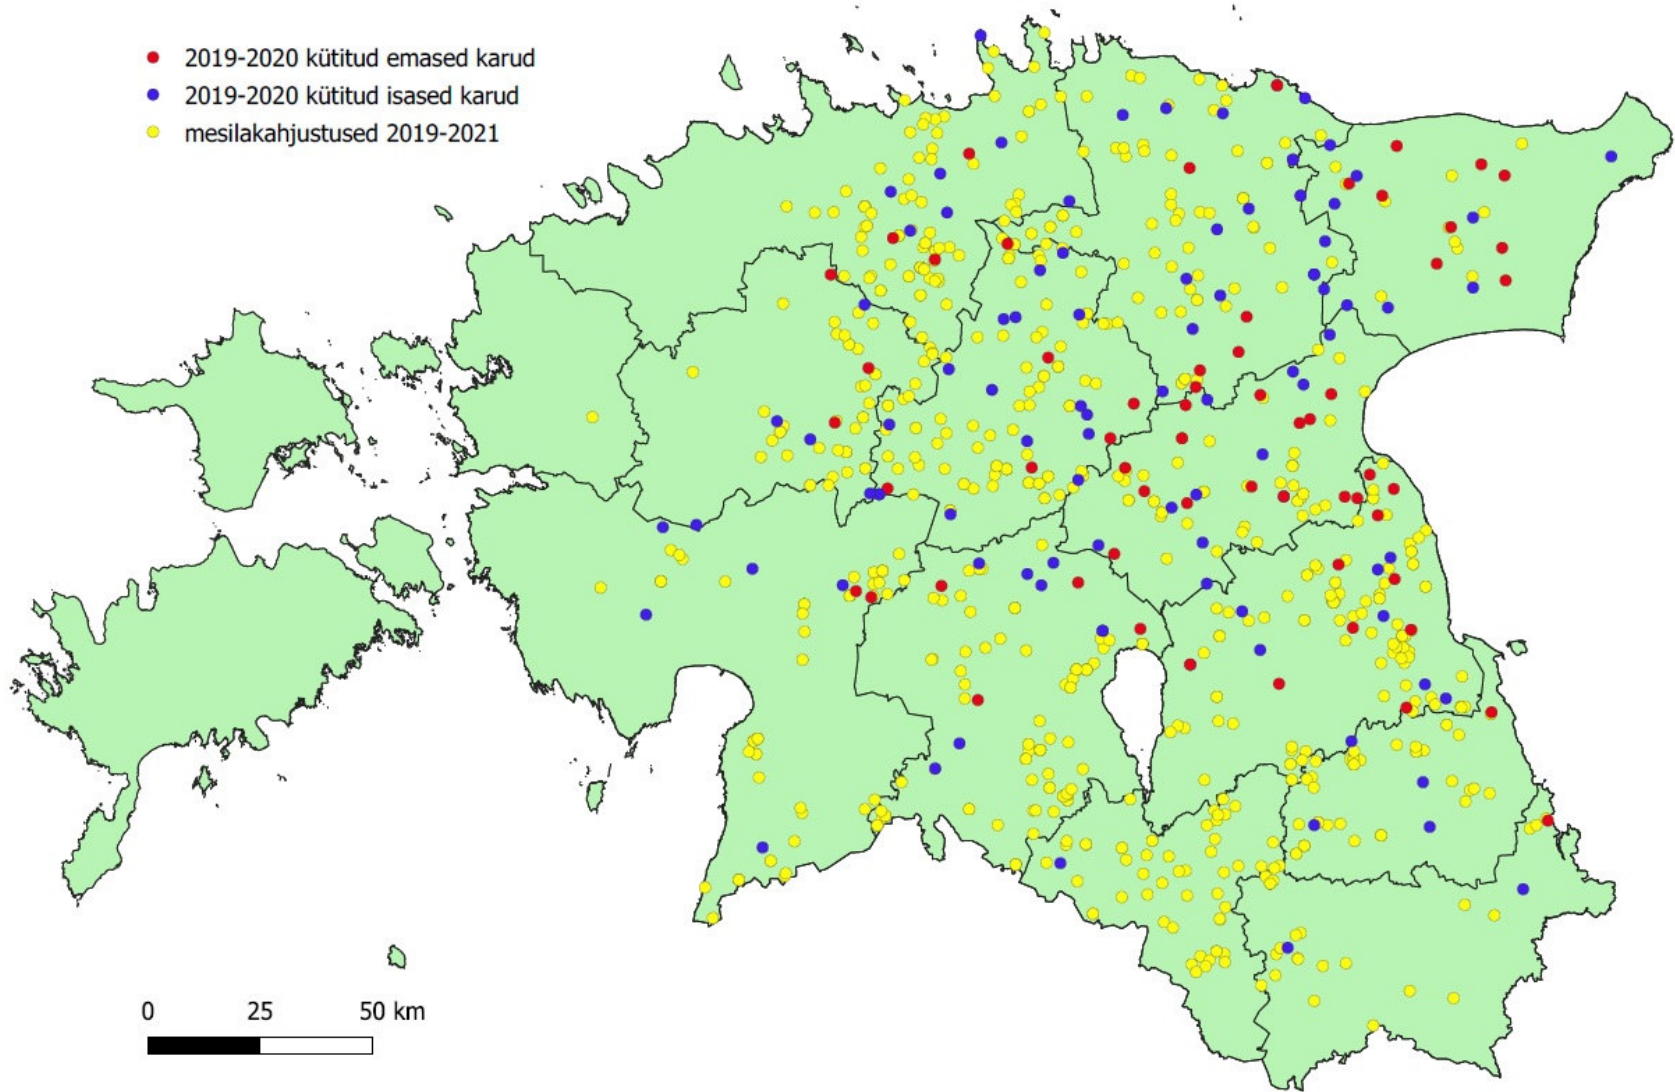 2019-2020 kütitud emased karud
2019-2020 kütitud isased karud
mesilakahjustused 2019-2021
0 25 50 km